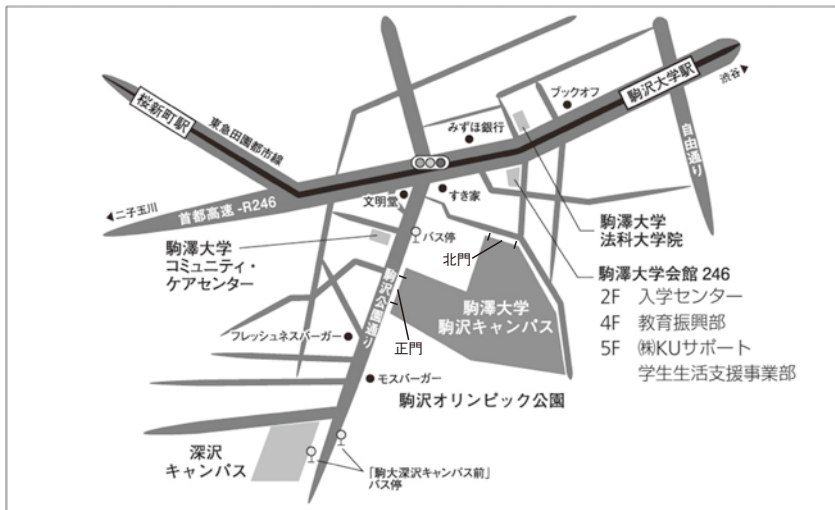 桜新町駅
東急田園都市線
駒沢大学駅
渋谷
ブックオフ
みずほ銀行
自由通り
二子玉川
首都高速-R246
文明堂
すき家
バス停
駒澤大学
法科大学院
駒澤大学
コミュニティ・
ケアセンター
北門
駒澤大学会館 246
2F 入学センター
4F 教育振興部
5F ㈱KUサポート
学生生活支援事業部
駒沢公園通り
駒澤大学
駒沢キャンパス
正門
フレッシュネスバーガー
モスバーガー
駒沢オリンピック公園
深沢
キャンパス
「駒大深沢キャンパス前」
バス停